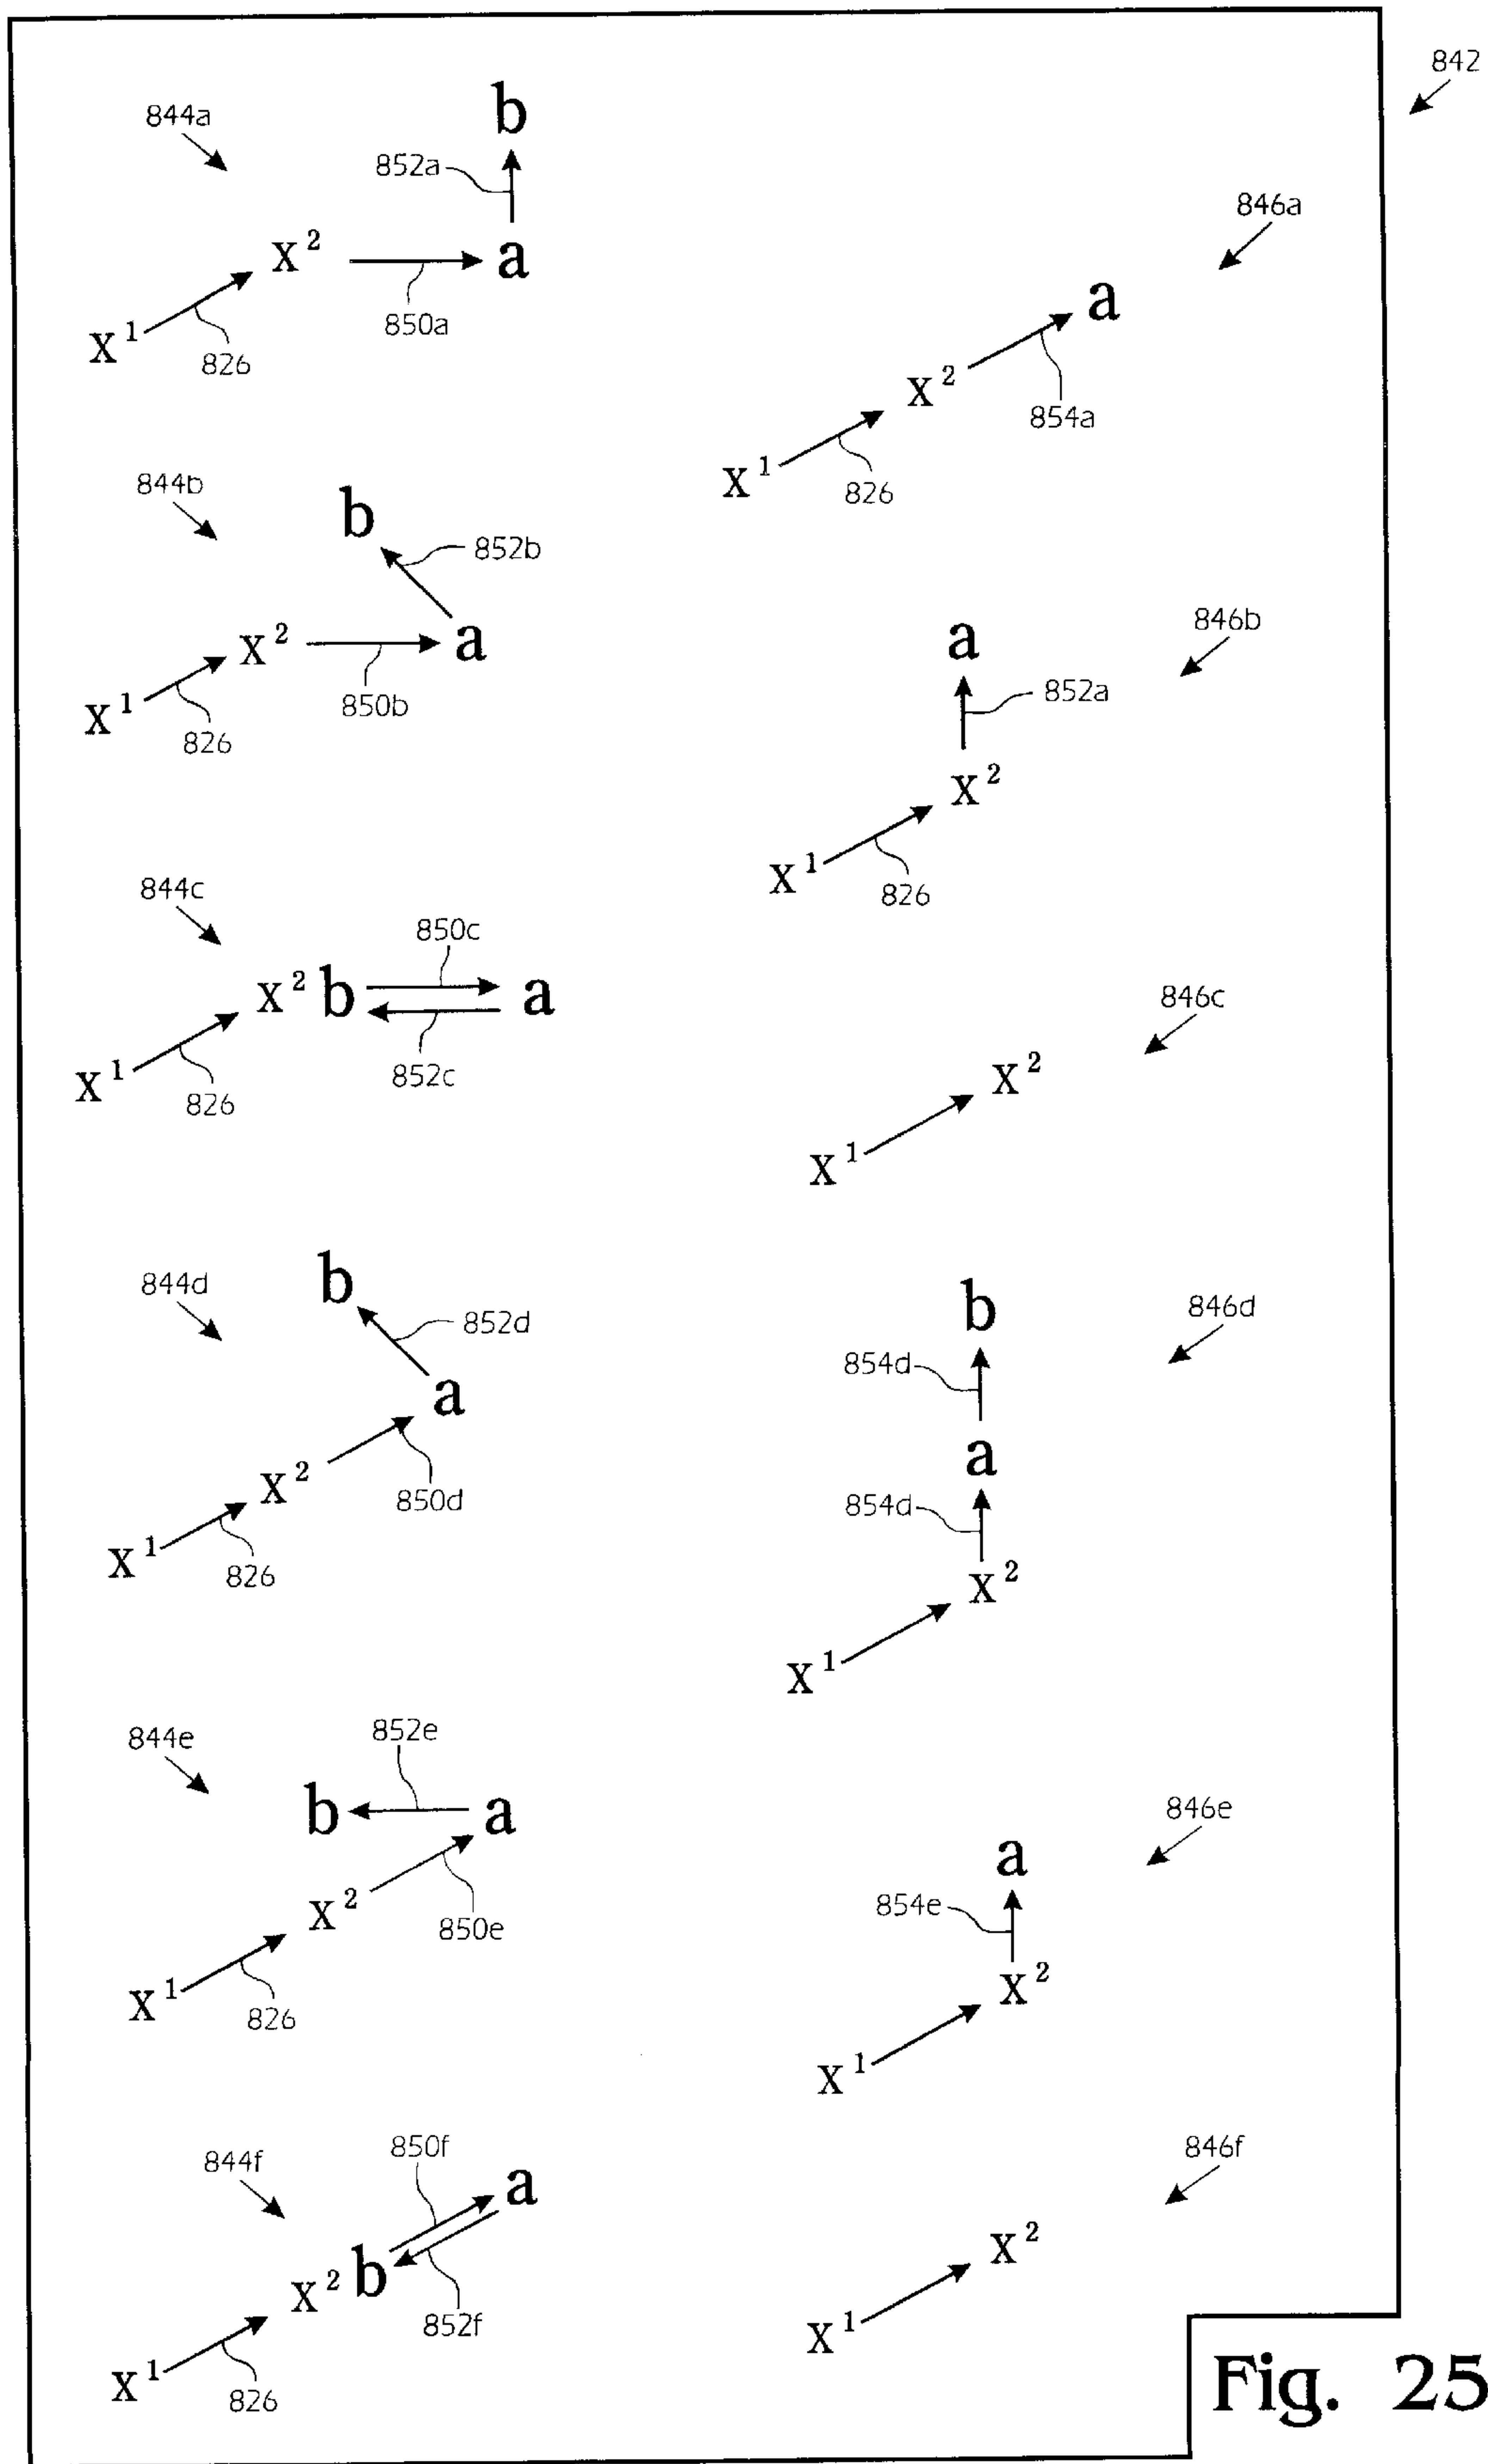 842
844a
b
852a
x² a
850a
x¹
826
846a
a
x²
854a
x¹
826
844b
b
852b
x² a
850b
x¹
826
846b
a
852a
x²
x¹
826
844c
850c
x² b a
852c
x¹
826
846c
x²
x¹
844d
b
852d
a
x²
850d
x¹
826
846d
b
854d
a
854d
x²
x¹
844e
852e
b a
x²
850e
x¹
826
846e
a
854e
x²
x¹
844f
850f
a
x² b
852f
x¹
826
846f
x²
x¹
Fig. 25